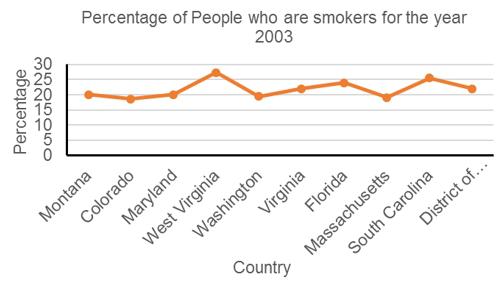 Percentage of People who are smokers for the year
2003
Percentage
30
25
20
15
10
5
0
Montana
Colorado
Maryland
West Virginia
Washington
Virginia
Florida
Massachusetts
South Carolina
District of...
Country